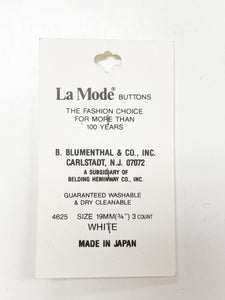 La Mode® BUTTONS
THE FASHION CHOICE
FOR MORE THAN
100 YEARS
B. BLUMENTHAL & CO., INC.
CARLSTADT, N.J. 07072
A SUBSIDIARY OF
BELDING HEMINWAY CO., INC.
GUARANTEED WASHABLE
& DRY CLEANABLE
4625 SIZE 19MM(¾") 3 COUNT
WHITE
MADE IN JAPAN